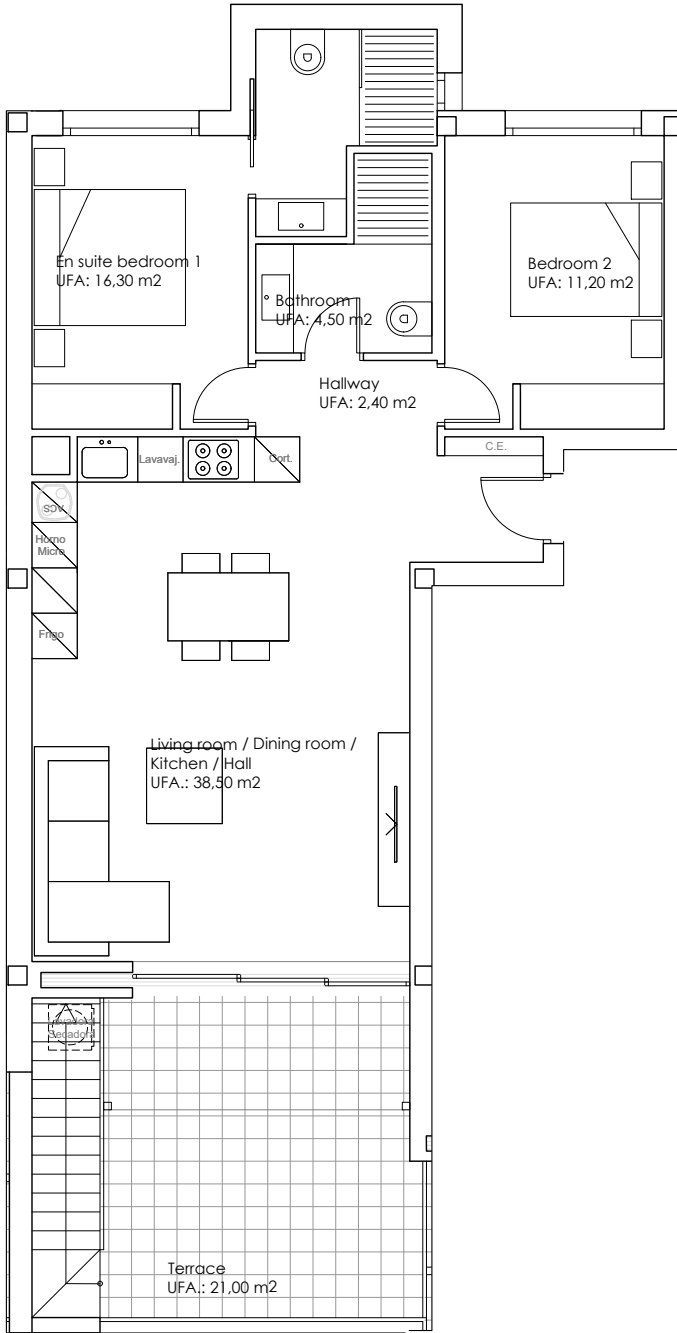 En suite bedroom 1
UFA: 16,30 m2
Bedroom 2
UFA: 11,20 m2
Bathroom
UFA: 4,50 m2
Hallway
UFA: 2,40 m2
Lavavaj.
Cort.
C.E.
ACS
Horno
Micro
Frigo
Living room / Dining room /
Kitchen / Hall
UFA.: 38,50 m2
Lavadora
Secadora
Terrace
UFA.: 21,00 m2